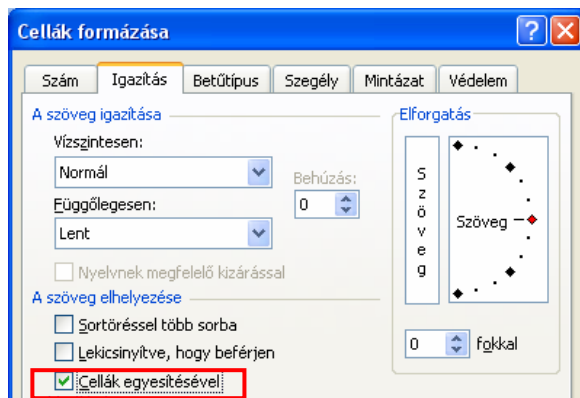 Cellák formázása
Szám Igazítás Betűtípus Szegély Mintázat Védelem
A szöveg igazítása
Vízszintesen:
Normál
Behúzás:
0
Függőlegesen:
Lent
Nyelvnek megfelelő kizárással
A szöveg elhelyezése
Sortöréssel több sorba
Lekicsinyítve, hogy beférjen
Cellák egyesítésével
Elforgatás
Szöveg
Szöveg
0 fokkal